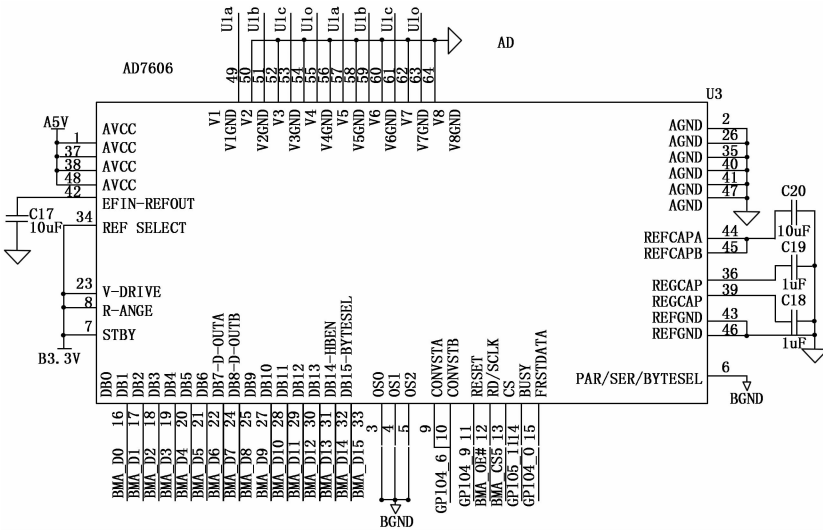 U1a
U1b
U1c
U1o
U1a
U1b
U1c
U1o
AD
AD7606
49
50
51
52
53
54
55
56
57
58
59
60
61
62
63
64
U3
V1
V1GND
V2
V2GND
V3
V3GND
V4
V4GND
V5
V5GND
V6
V6GND
V7
V7GND
V8
V8GND
A5V
1
37
38
48
42
34
23
8
7
AVCC
AVCC
AVCC
AVCC
EFIN-REFOUT
REF SELECT
V-DRIVE
R-ANGE
STBY
C17
10uF
B3.3V
AGND
AGND
AGND
AGND
AGND
AGND
2
26
35
40
41
47
REFCAPA
REFCAPB
REGCAP
REGCAP
REFGND
REFGND
PAR/SER/BYTESEL
44
45
36
39
43
46
6
C20
10uF
C19
1uF
C18
1uF
BGND
DB0
DB1
DB2
DB3
DB4
DB5
DB6
DB7-D-OUTA
DB8-D-OUTB
DB9
DB10
DB11
DB12
DB13
DB14-HBEN
DB15-BYTESEL
OS0
OS1
OS2
CONVSTA
CONVSTB
RESET
RD/SCLK
CS
BUSY
FRSTDATA
16
17
18
19
20
21
22
24
25
27
28
29
30
31
32
33
3
4
5
9
10
11
12
13
14
15
BMA_D0
BMA_D1
BMA_D2
BMA_D3
BMA_D4
BMA_D5
BMA_D6
BMA_D7
BMA_D8
BMA_D9
BMA_D10
BMA_D11
BMA_D12
BMA_D13
BMA_D14
BMA_D15
BGND
GPIO4_6
GPIO4_9
BMA_OE#
BMA_CS5
GPIO5_1
GPIO4_0